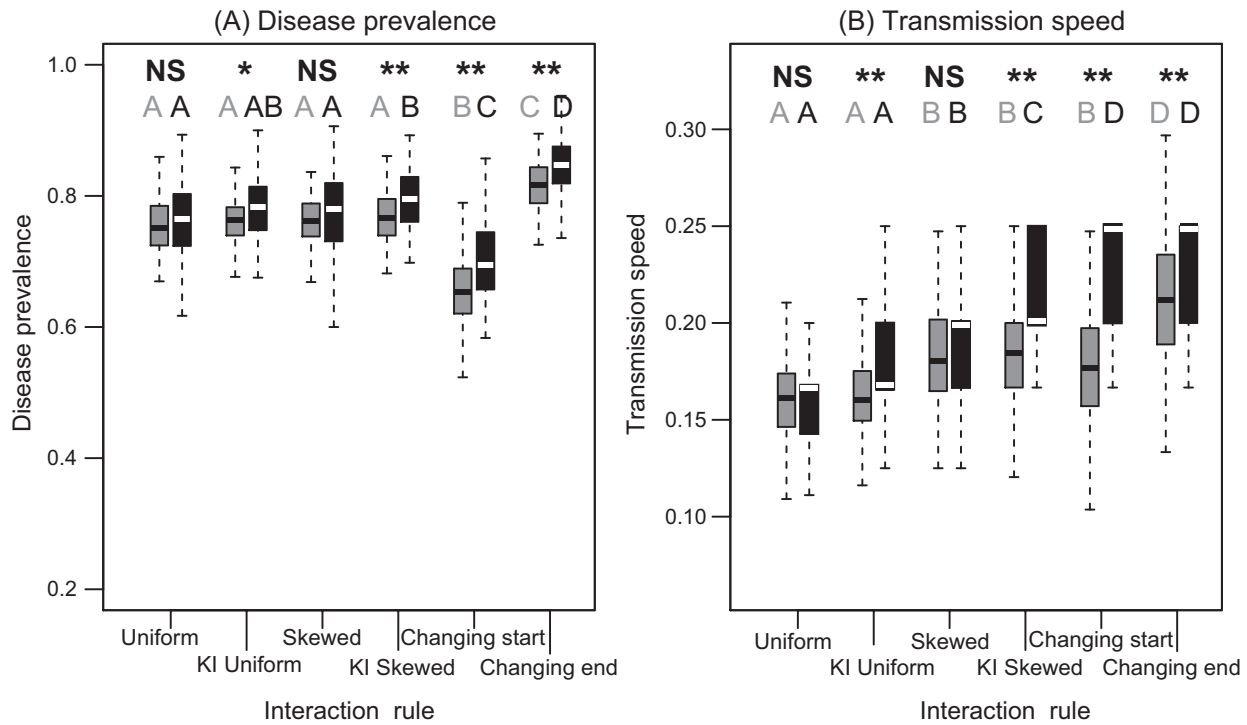 (A) Disease prevalence
NS * NS ** ** **
A A A AB A A A B B C C D
1.0
0.8
0.6
0.4
0.2
Disease prevalence
Uniform Skewed Changing start
KI Uniform KI Skewed Changing end
Interaction rule
(B) Transmission speed
NS ** NS ** ** **
A A A A B B B C B D D D
0.30
0.25
0.20
0.15
0.10
Transmission speed
Uniform Skewed Changing start
KI Uniform KI Skewed Changing end
Interaction rule